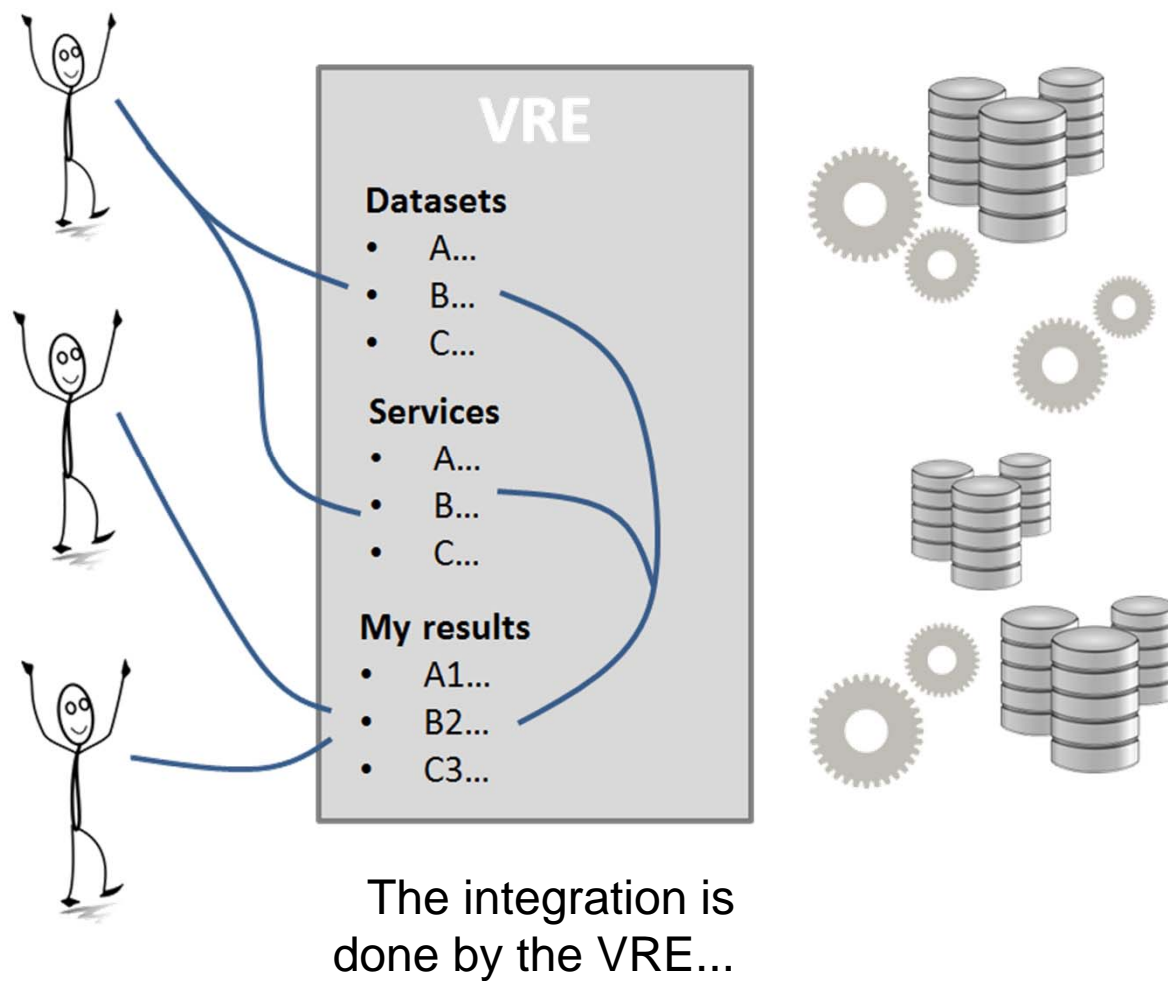 VRE
Datasets
• A...
• B...
• C...
Services
• A...
• B...
• C...
My results
• A1...
• B2...
• C3...
The integration is
done by the VRE...